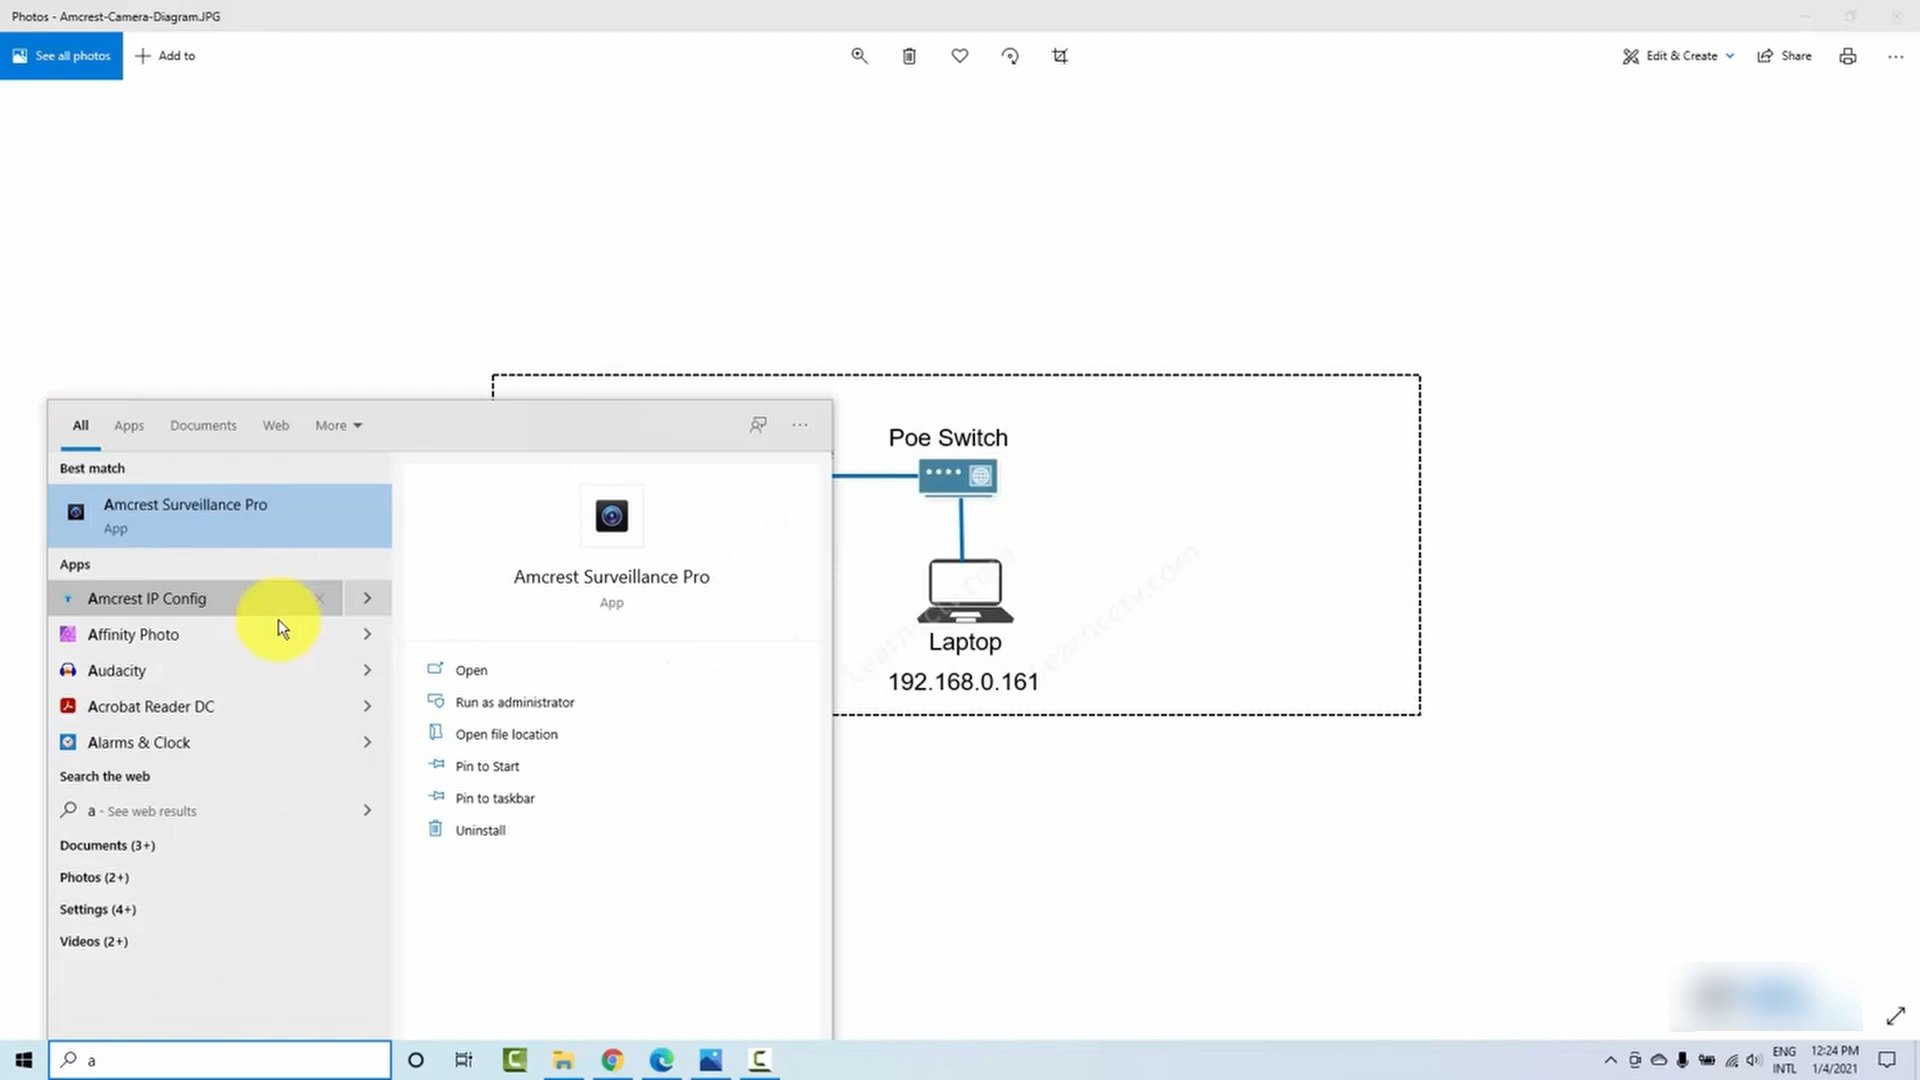 Photos - Amcrest-Camera-Diagram.JPG
See all photos
Add to
Edit & Create
Share
All
Apps
Documents
Web
More
Best match
Amcrest Surveillance Pro
App
Apps
Amcrest IP Config
Affinity Photo
Audacity
Acrobat Reader DC
Alarms & Clock
Search the web
a - See web results
Documents (3+)
Photos (2+)
Settings (4+)
Videos (2+)
Amcrest Surveillance Pro
App
Open
Run as administrator
Open file location
Pin to Start
Pin to taskbar
Uninstall
Poe Switch
Laptop
192.168.0.161
Learncctv.com
Learncctv.com
a
ENG
INTL
12:24 PM
1/4/2021